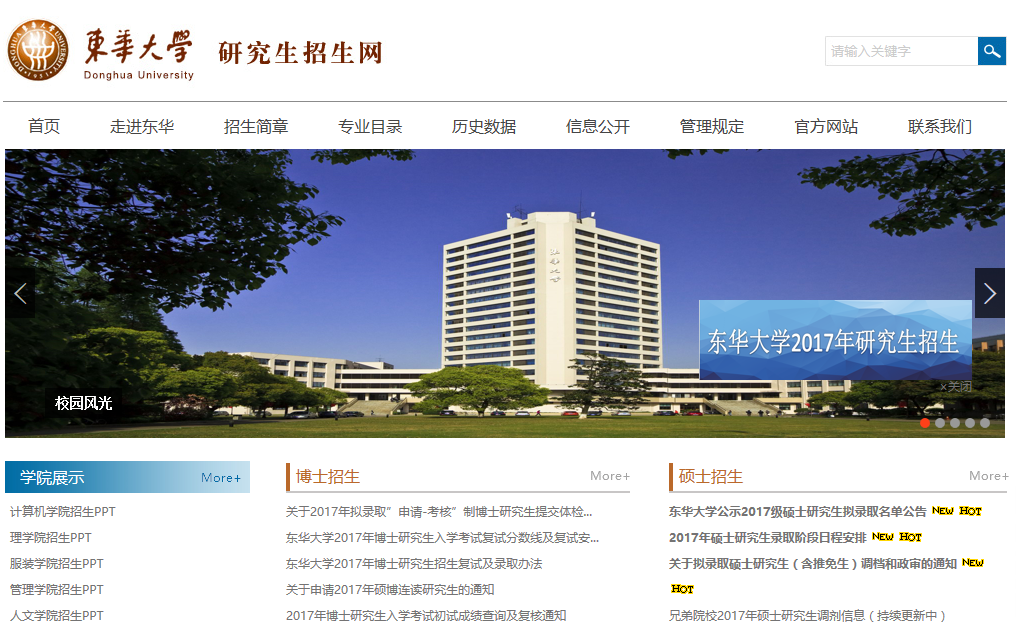 DONGHUA UNIVERSITY
1951
東華大學
Donghua University
研究生招生网
请输入关键字
首页 走进东华 招生简章 专业目录 历史数据 信息公开 管理规定 官方网站 联系我们
东华大学2017年研究生招生
x关闭
校园风光
学院展示 More+
计算机学院招生PPT
理学院招生PPT
服装学院招生PPT
管理学院招生PPT
人文学院招生PPT
博士招生 More+
关于2017年拟录取”申请-考核”制博士研究生提交体检...
东华大学2017年博士研究生入学考试复试分数线及复试安...
东华大学2017年博士研究生招生复试及录取办法
关于申请2017年硕博连读研究生的通知
2017年博士研究生入学考试初试成绩查询及复核通知
硕士招生 More+
东华大学公示2017级硕士研究生拟录取名单公告 NEW HOT
2017年硕士研究生录取阶段日程安排 NEW HOT
关于拟录取硕士研究生（含推免生）调档和政审的通知 NEW
HOT
兄弟院校2017年硕士研究生调剂信息（持续更新中）